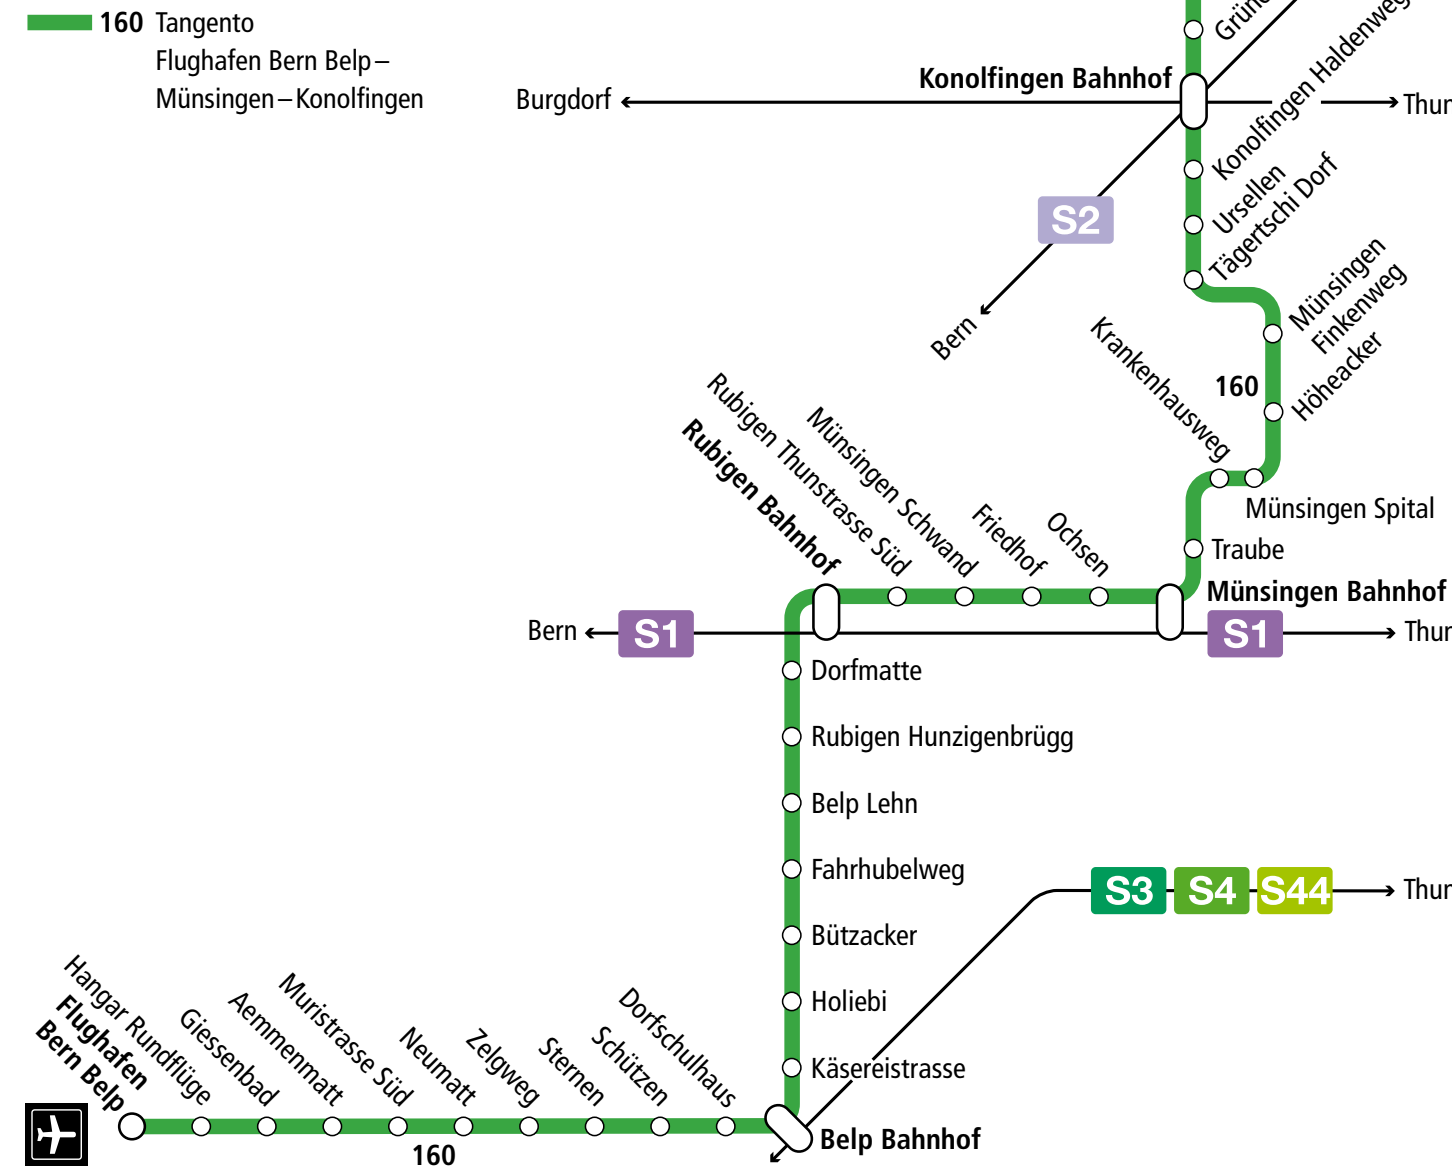 160 Tangento
Flughafen Bern Belp–
Münsingen–Konolfingen
Konolfingen Bahnhof
Burgdorf
Konolfingen Haldenweg
Ursellen
Tägertschi Dorf
S2
Bern
Münsingen
Finkenweg
160
Höheacker
Krankenhausweg
Münsingen Spital
Traube
Münsingen Bahnhof
Rubigen Bahnhof
Rubigen Thunstrasse Süd
Münsingen Schwand
Friedhof
Ochsen
Bern
S1
S1
Dorfmatte
Rubigen Hunzigenbrügg
Belp Lehn
Fahrhubelweg
S3 S4 S44
Bützacker
Holiebi
Käsereistrasse
Belp Bahnhof
Flughafen
Bern Belp
Hangar Rundflüge
Giessenbad
Aemmenmatt
Muristrasse Süd
Neumatt
Zelgweg
Sternen
Schützen
Dorfschulhaus
160